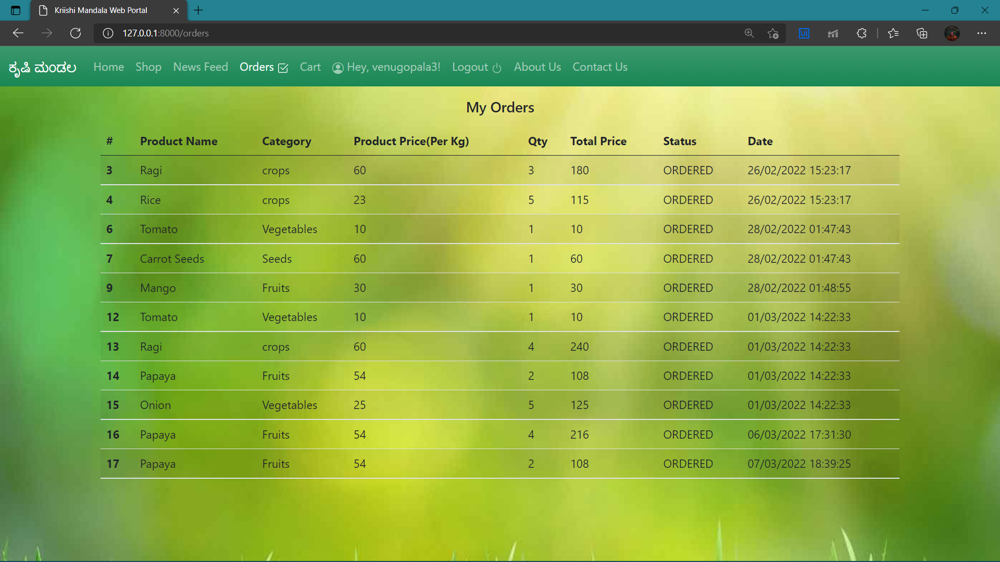 Kriishi Mandala Web Portal
127.0.0.1:8000/orders
ಕೃಷಿ ಮಂಡಲ Home Shop News Feed Orders Cart Hey, venugopala3! Logout About Us Contact Us
My Orders
# Product Name Category Product Price(Per Kg) Qty Total Price Status Date
3 Ragi crops 60 3 180 ORDERED 26/02/2022 15:23:17
4 Rice crops 23 5 115 ORDERED 26/02/2022 15:23:17
6 Tomato Vegetables 10 1 10 ORDERED 28/02/2022 01:47:43
7 Carrot Seeds Seeds 60 1 60 ORDERED 28/02/2022 01:47:43
9 Mango Fruits 30 1 30 ORDERED 28/02/2022 01:48:55
12 Tomato Vegetables 10 1 10 ORDERED 01/03/2022 14:22:33
13 Ragi crops 60 4 240 ORDERED 01/03/2022 14:22:33
14 Papaya Fruits 54 2 108 ORDERED 01/03/2022 14:22:33
15 Onion Vegetables 25 5 125 ORDERED 01/03/2022 14:22:33
16 Papaya Fruits 54 4 216 ORDERED 06/03/2022 17:31:30
17 Papaya Fruits 54 2 108 ORDERED 07/03/2022 18:39:25